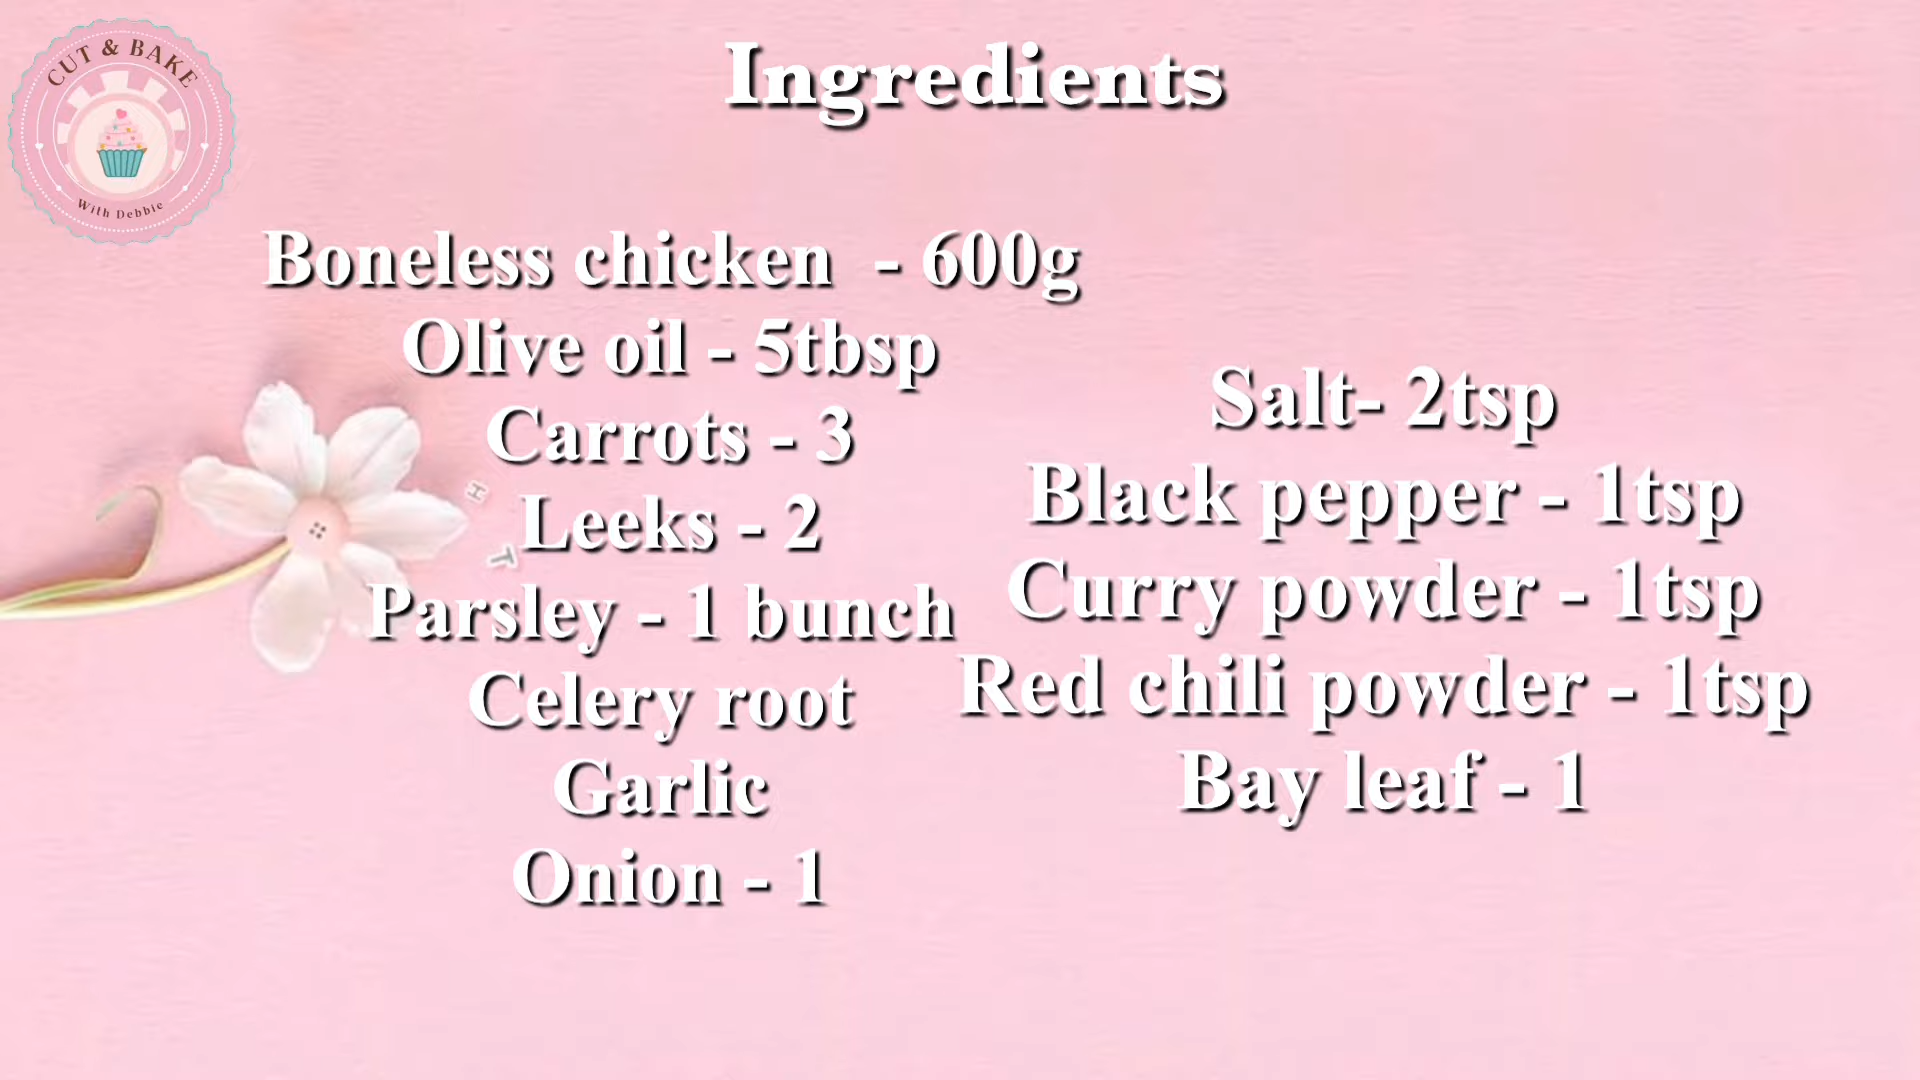 CUT & BAKE
With Debbie
Ingredients
Boneless chicken - 600g
Olive oil - 5tbsp
Carrots - 3
Leeks - 2
Parsley - 1 bunch
Celery root
Garlic
Onion - 1
Salt- 2tsp
Black pepper - 1tsp
Curry powder - 1tsp
Red chili powder - 1tsp
Bay leaf - 1
H
T